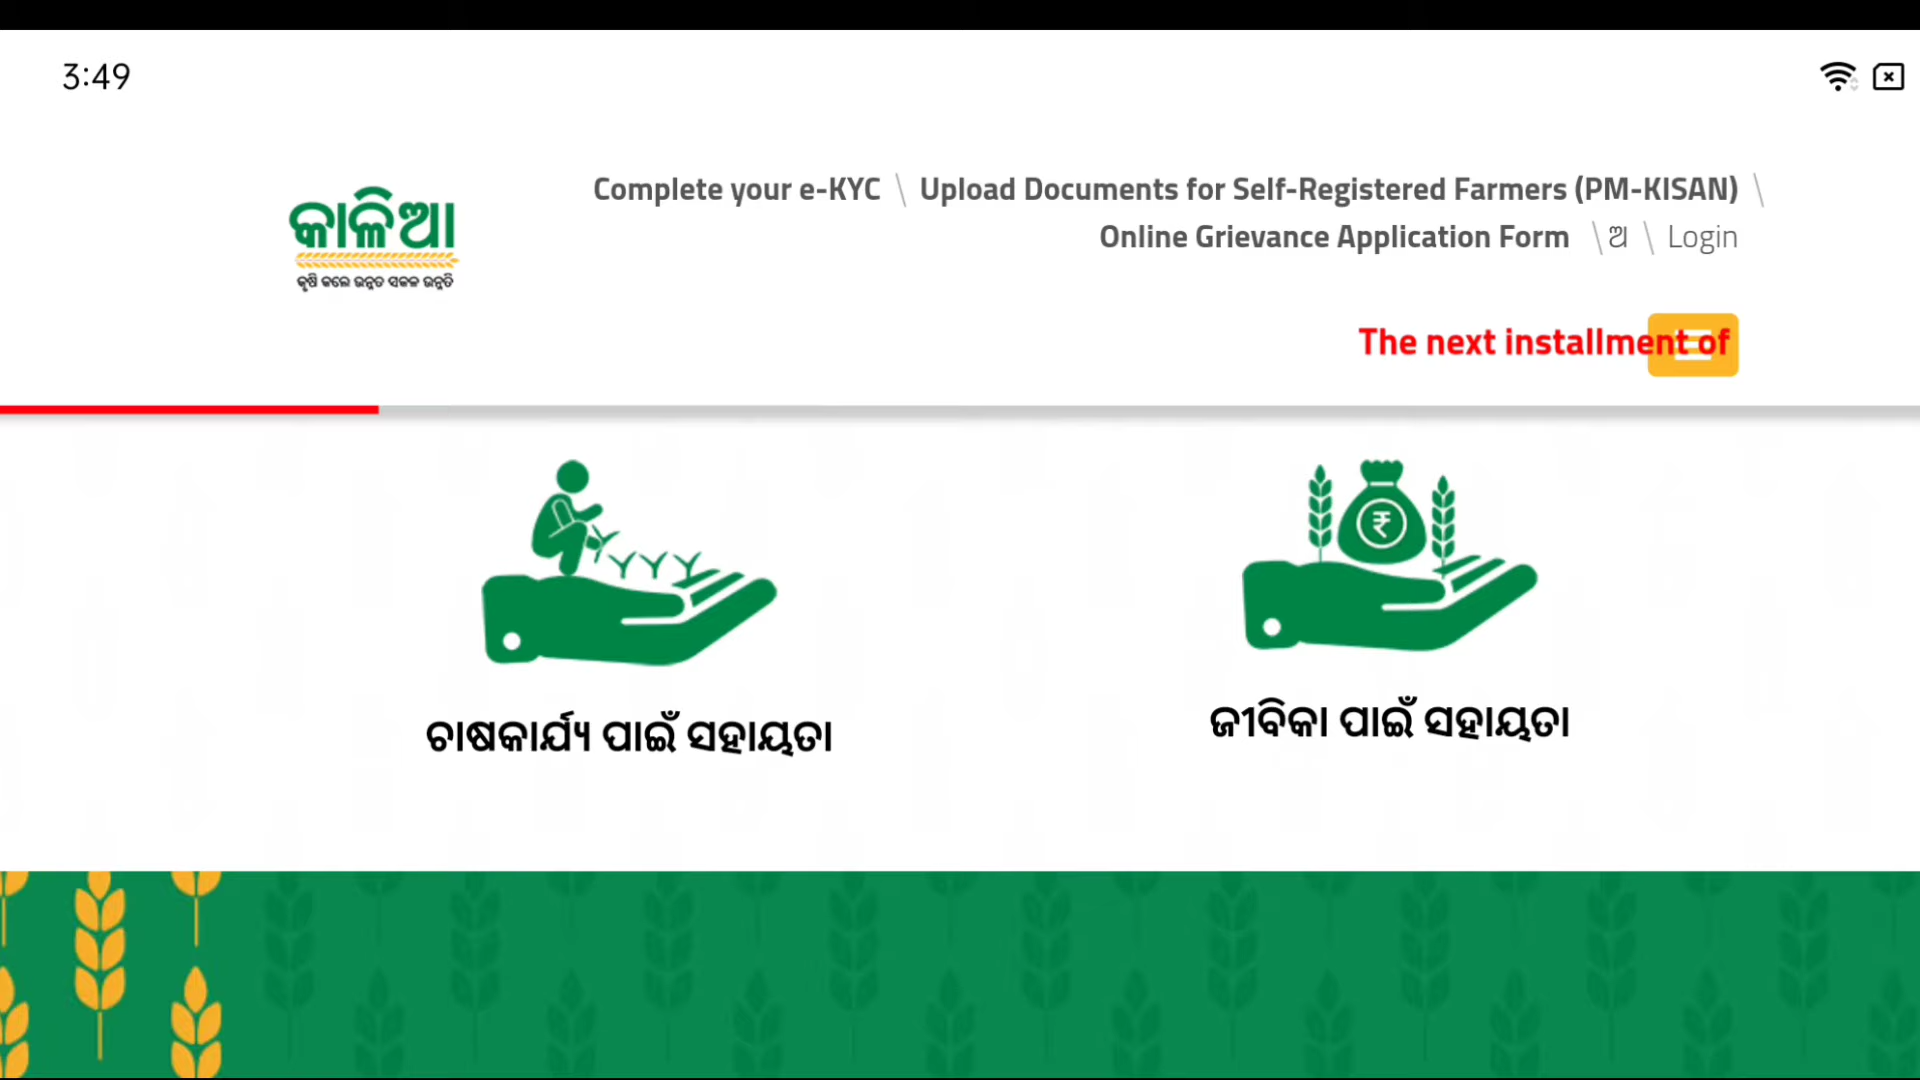 3:49
Complete your e-KYC \ Upload Documents for Self-Registered Farmers (PM-KISAN) \
Online Grievance Application Form \ ଅ \ Login
କାଳିଆ
କୃଷି କଲେ ଉନ୍ନତ ସକଳ ଉନ୍ନତି
The next installment of
ଚାଷକାର୍ଯ୍ୟ ପାଇଁ ସହାୟତା
ଜୀବିକା ପାଇଁ ସହାୟତା